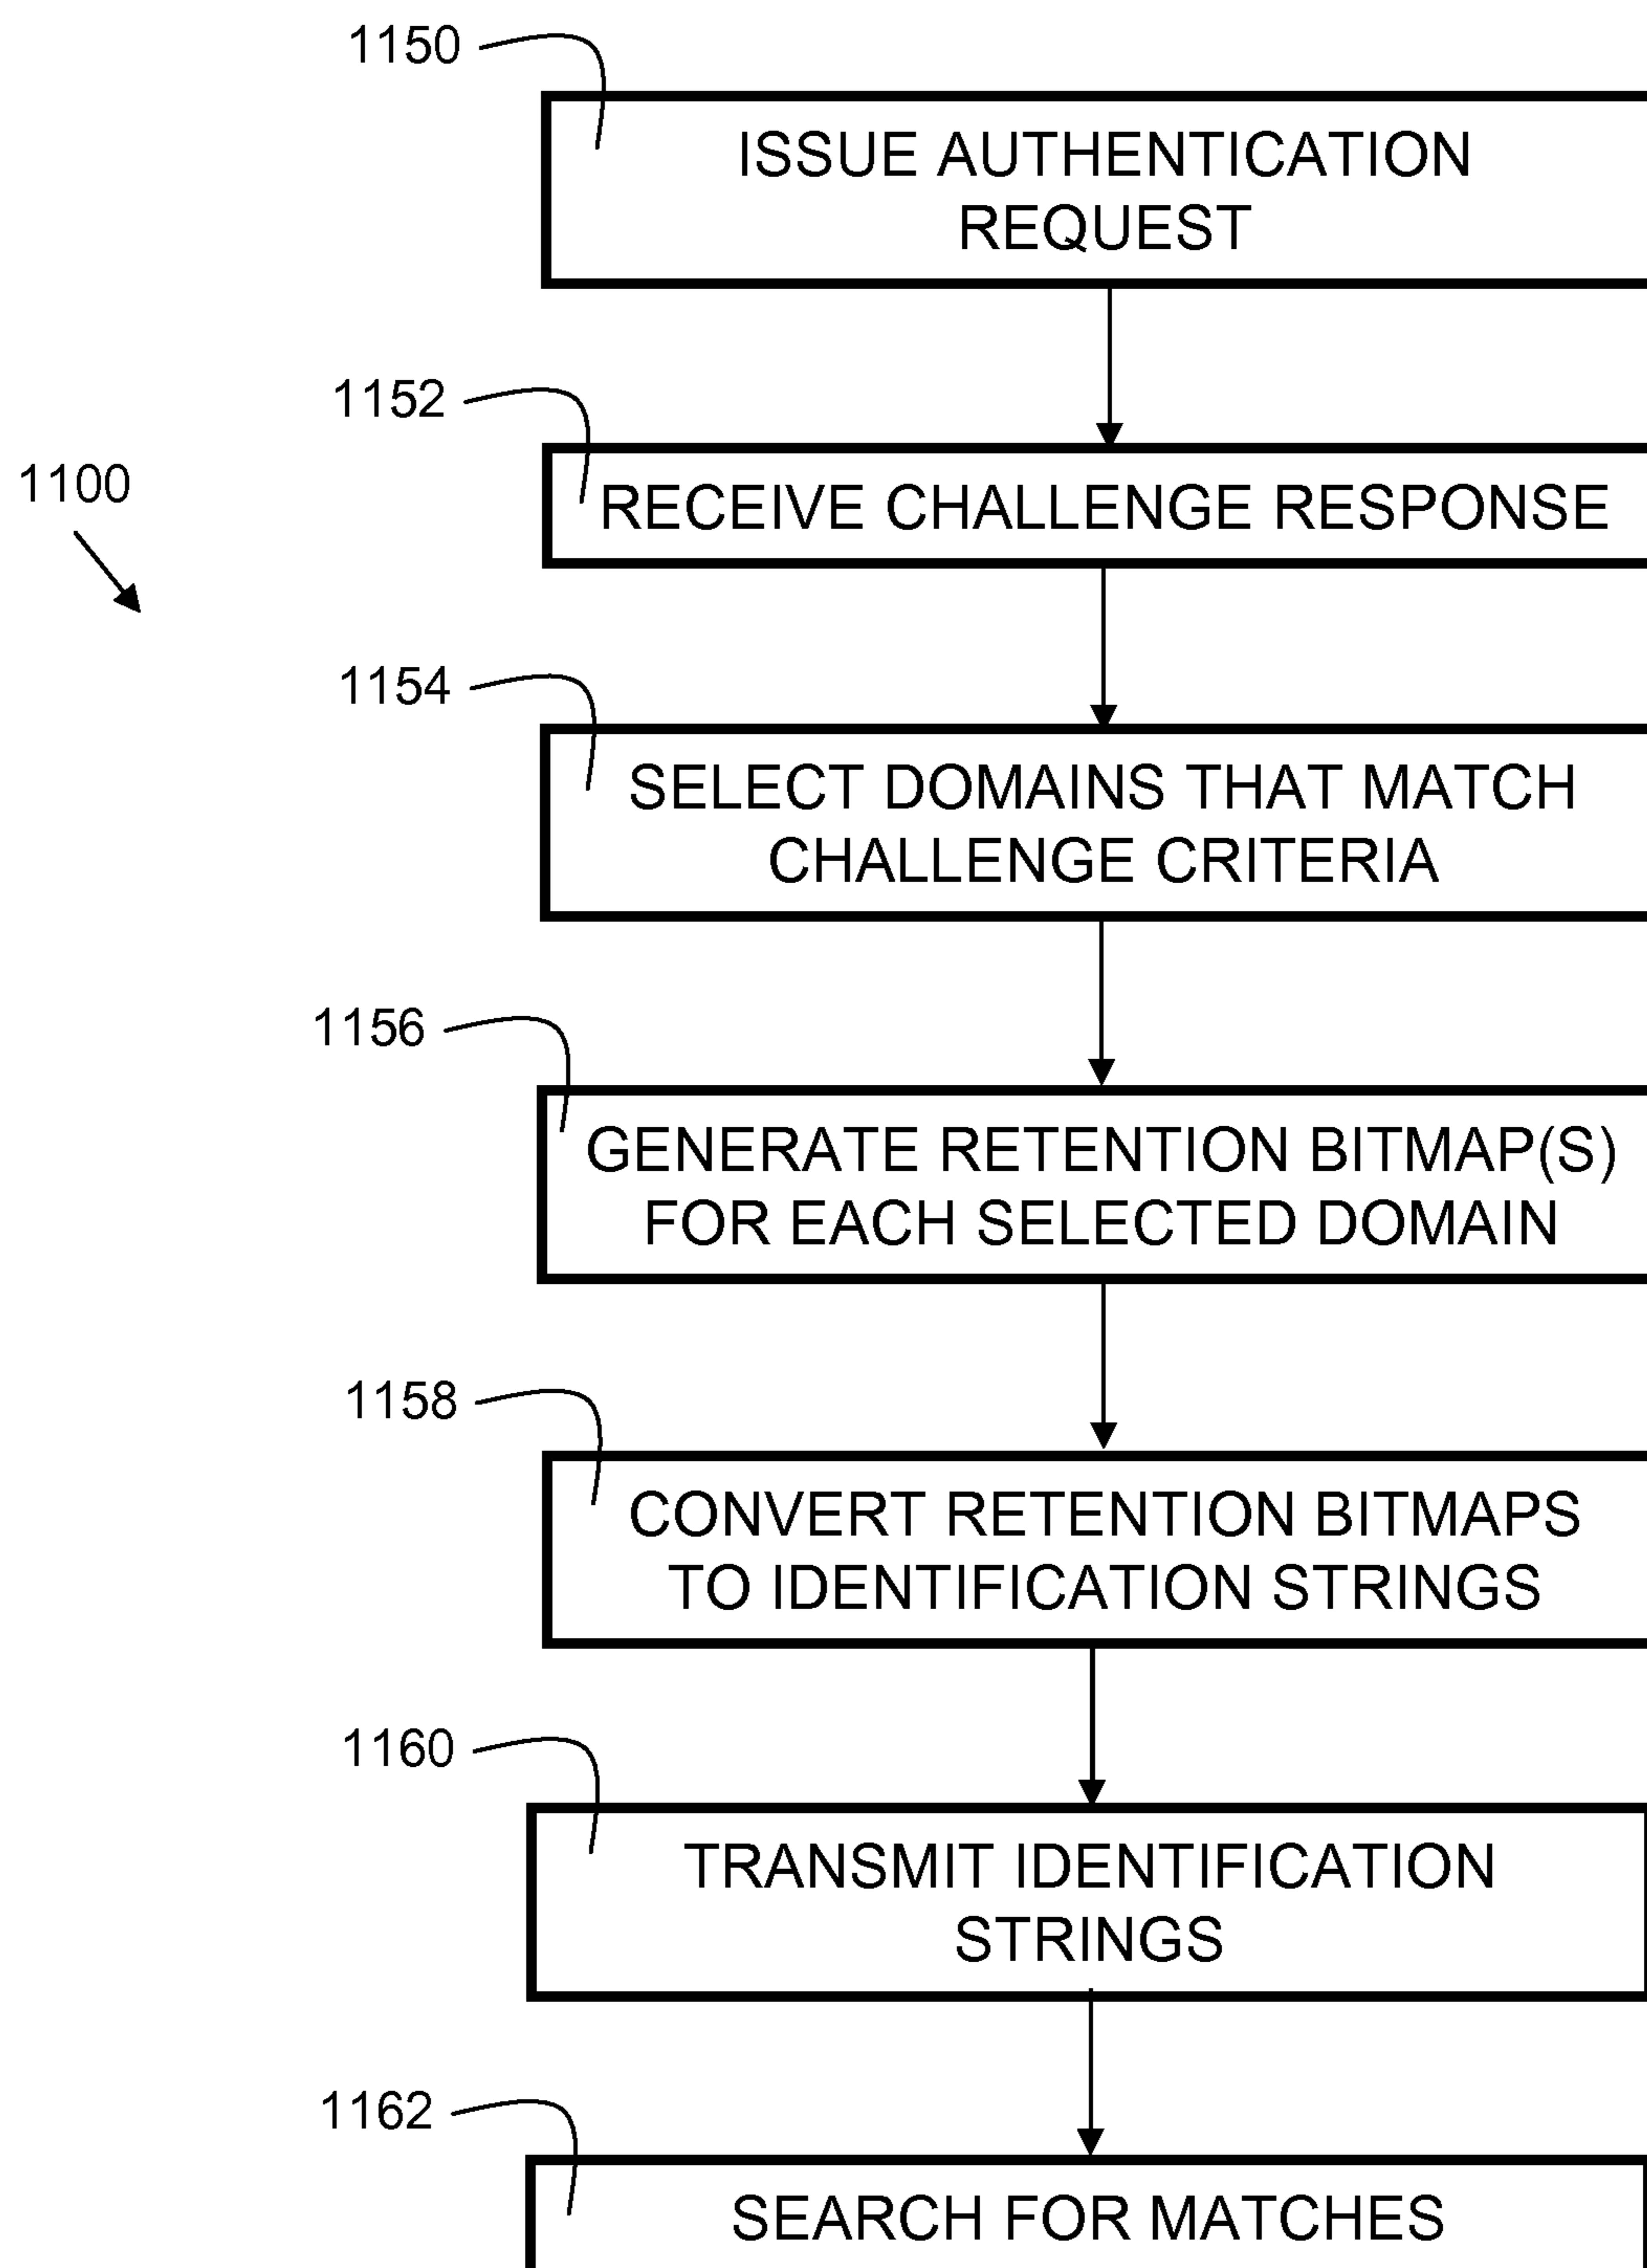 1150
ISSUE AUTHENTICATION
REQUEST
1152
RECEIVE CHALLENGE RESPONSE
1100
1154
SELECT DOMAINS THAT MATCH
CHALLENGE CRITERIA
1156
GENERATE RETENTION BITMAP(S)
FOR EACH SELECTED DOMAIN
1158
CONVERT RETENTION BITMAPS
TO IDENTIFICATION STRINGS
1160
TRANSMIT IDENTIFICATION
STRINGS
1162
SEARCH FOR MATCHES